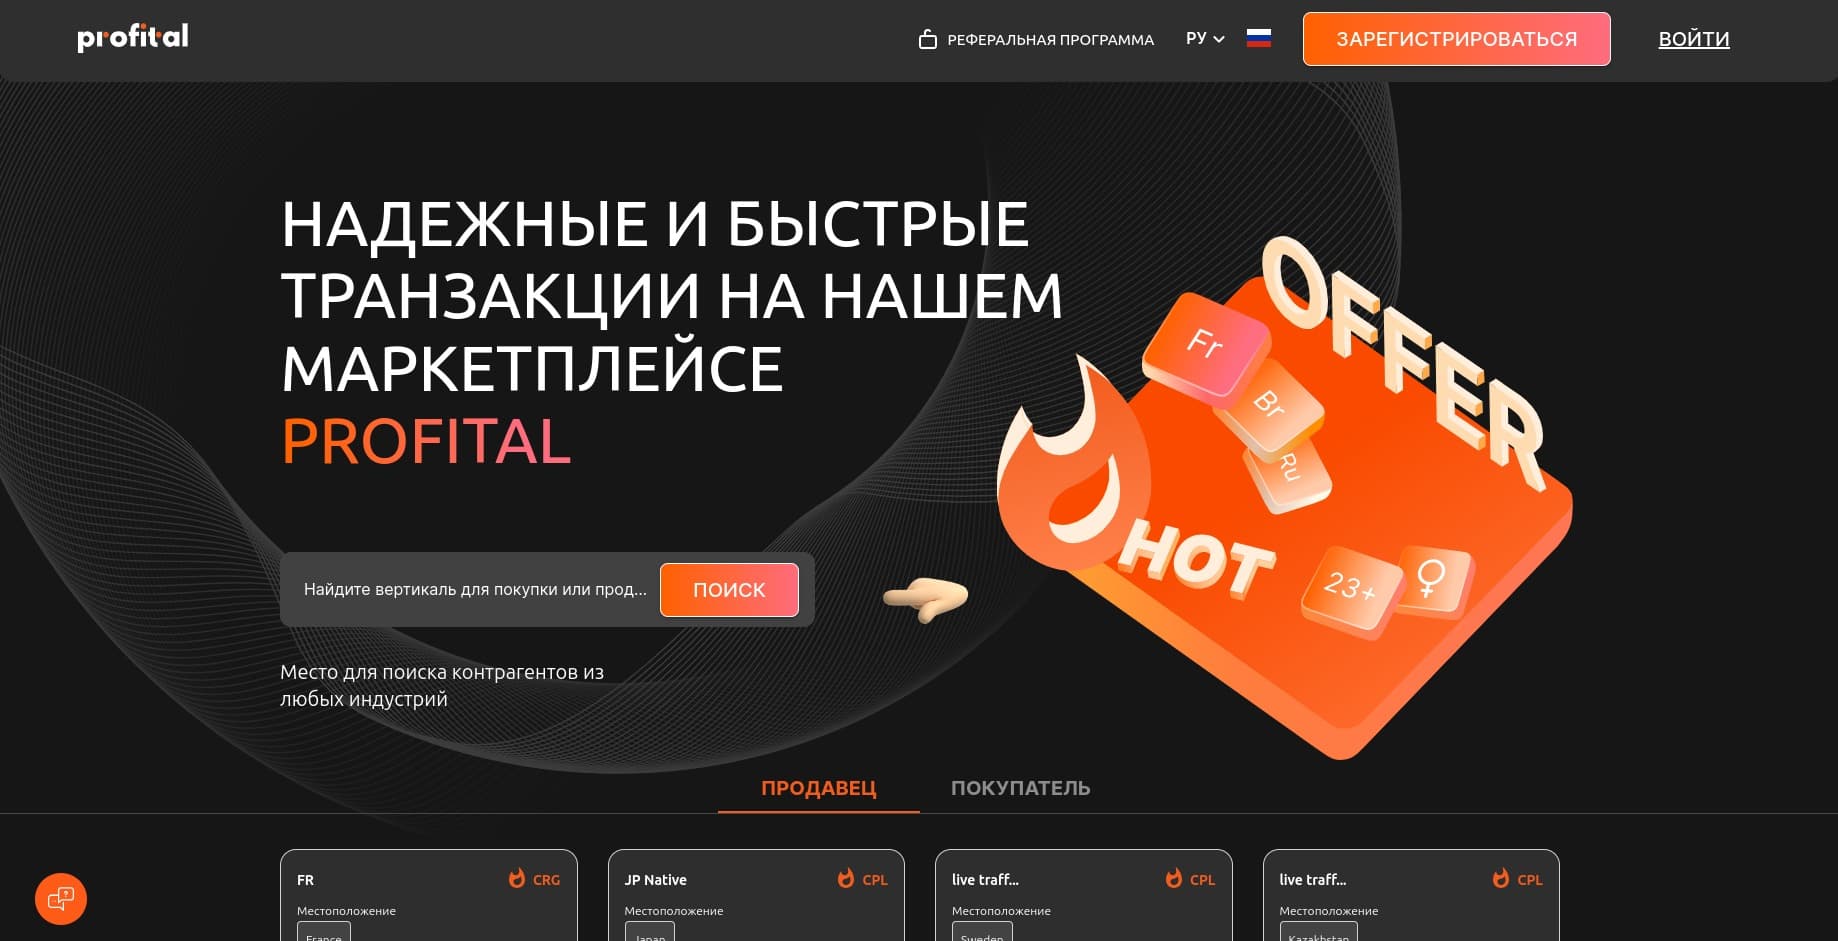 profital
РЕФЕРАЛЬНАЯ ПРОГРАММА
РУ
ЗАРЕГИСТРИРОВАТЬСЯ
ВОЙТИ
НАДЕЖНЫЕ И БЫСТРЫЕ
ТРАНЗАКЦИИ НА НАШЕМ
МАРКЕТПЛЕЙСЕ
PROFITAL
OFFER
Fr
Br
Ru
HOT
23+
Найдите вертикаль для покупки или прод...
ПОИСК
Место для поиска контрагентов из
любых индустрий
ПРОДАВЕЦ
ПОКУПАТЕЛЬ
FR
CRG
Местоположение
France
JP Native
CPL
Местоположение
Japan
live traff...
CPL
Местоположение
Sweden
live traff...
CPL
Местоположение
Kazakhstan